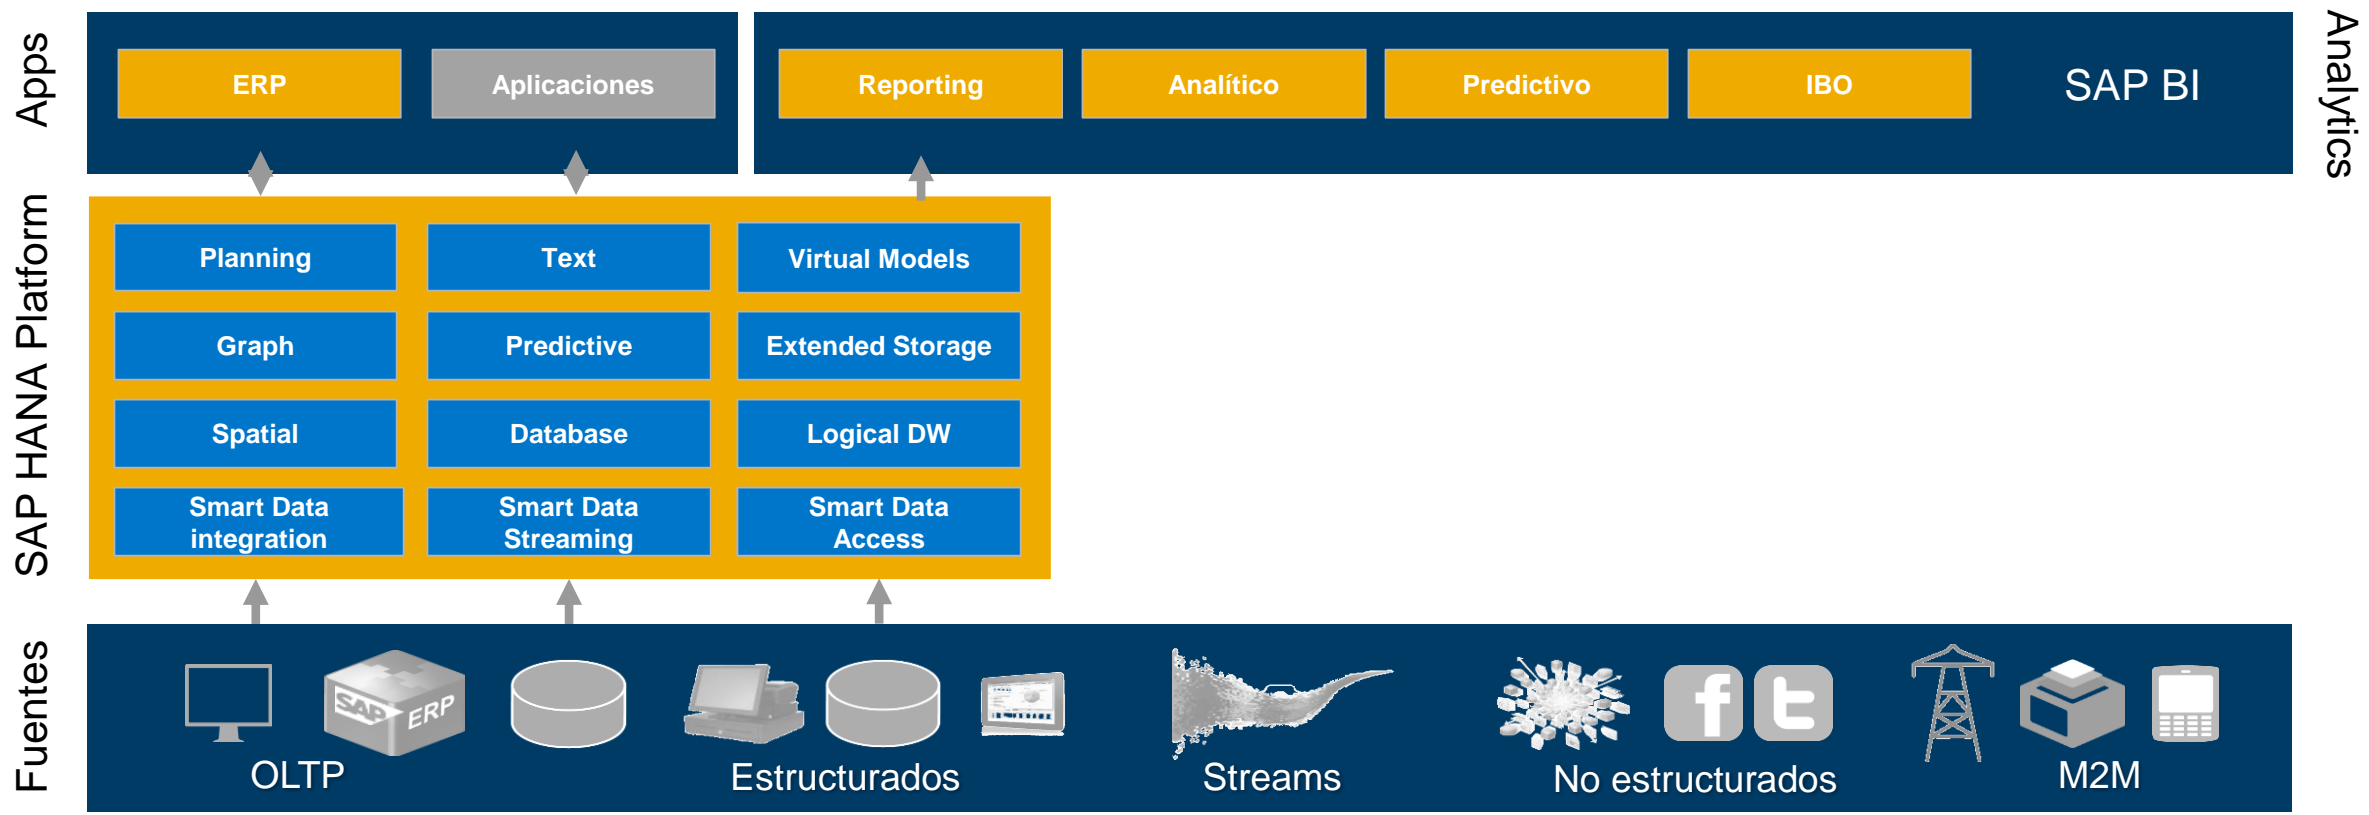 Apps
ERP
Aplicaciones
Reporting
Analítico
Predictivo
IBO
SAP BI
Analytics
SAP HANA Platform
Planning
Text
Virtual Models
Graph
Predictive
Extended Storage
Spatial
Database
Logical DW
Smart Data
integration
Smart Data
Streaming
Smart Data
Access
Fuentes
SAP
ERP
f
t
OLTP
Estructurados
Streams
No estructurados
M2M